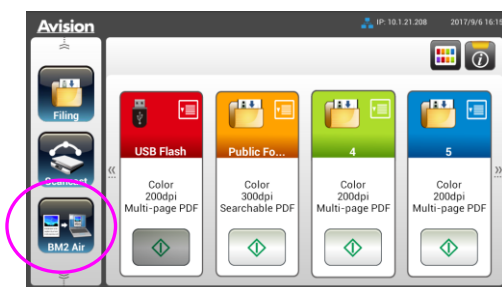 Avision
IP: 10.1.21.208 2017/9/6 16:15
Filing
Scancast
BM2 Air
USB Flash
Color
200dpi
Multi-page PDF
Public Fo...
Color
300dpi
Searchable PDF
4
Color
200dpi
Multi-page PDF
5
Color
200dpi
Multi-page PDF